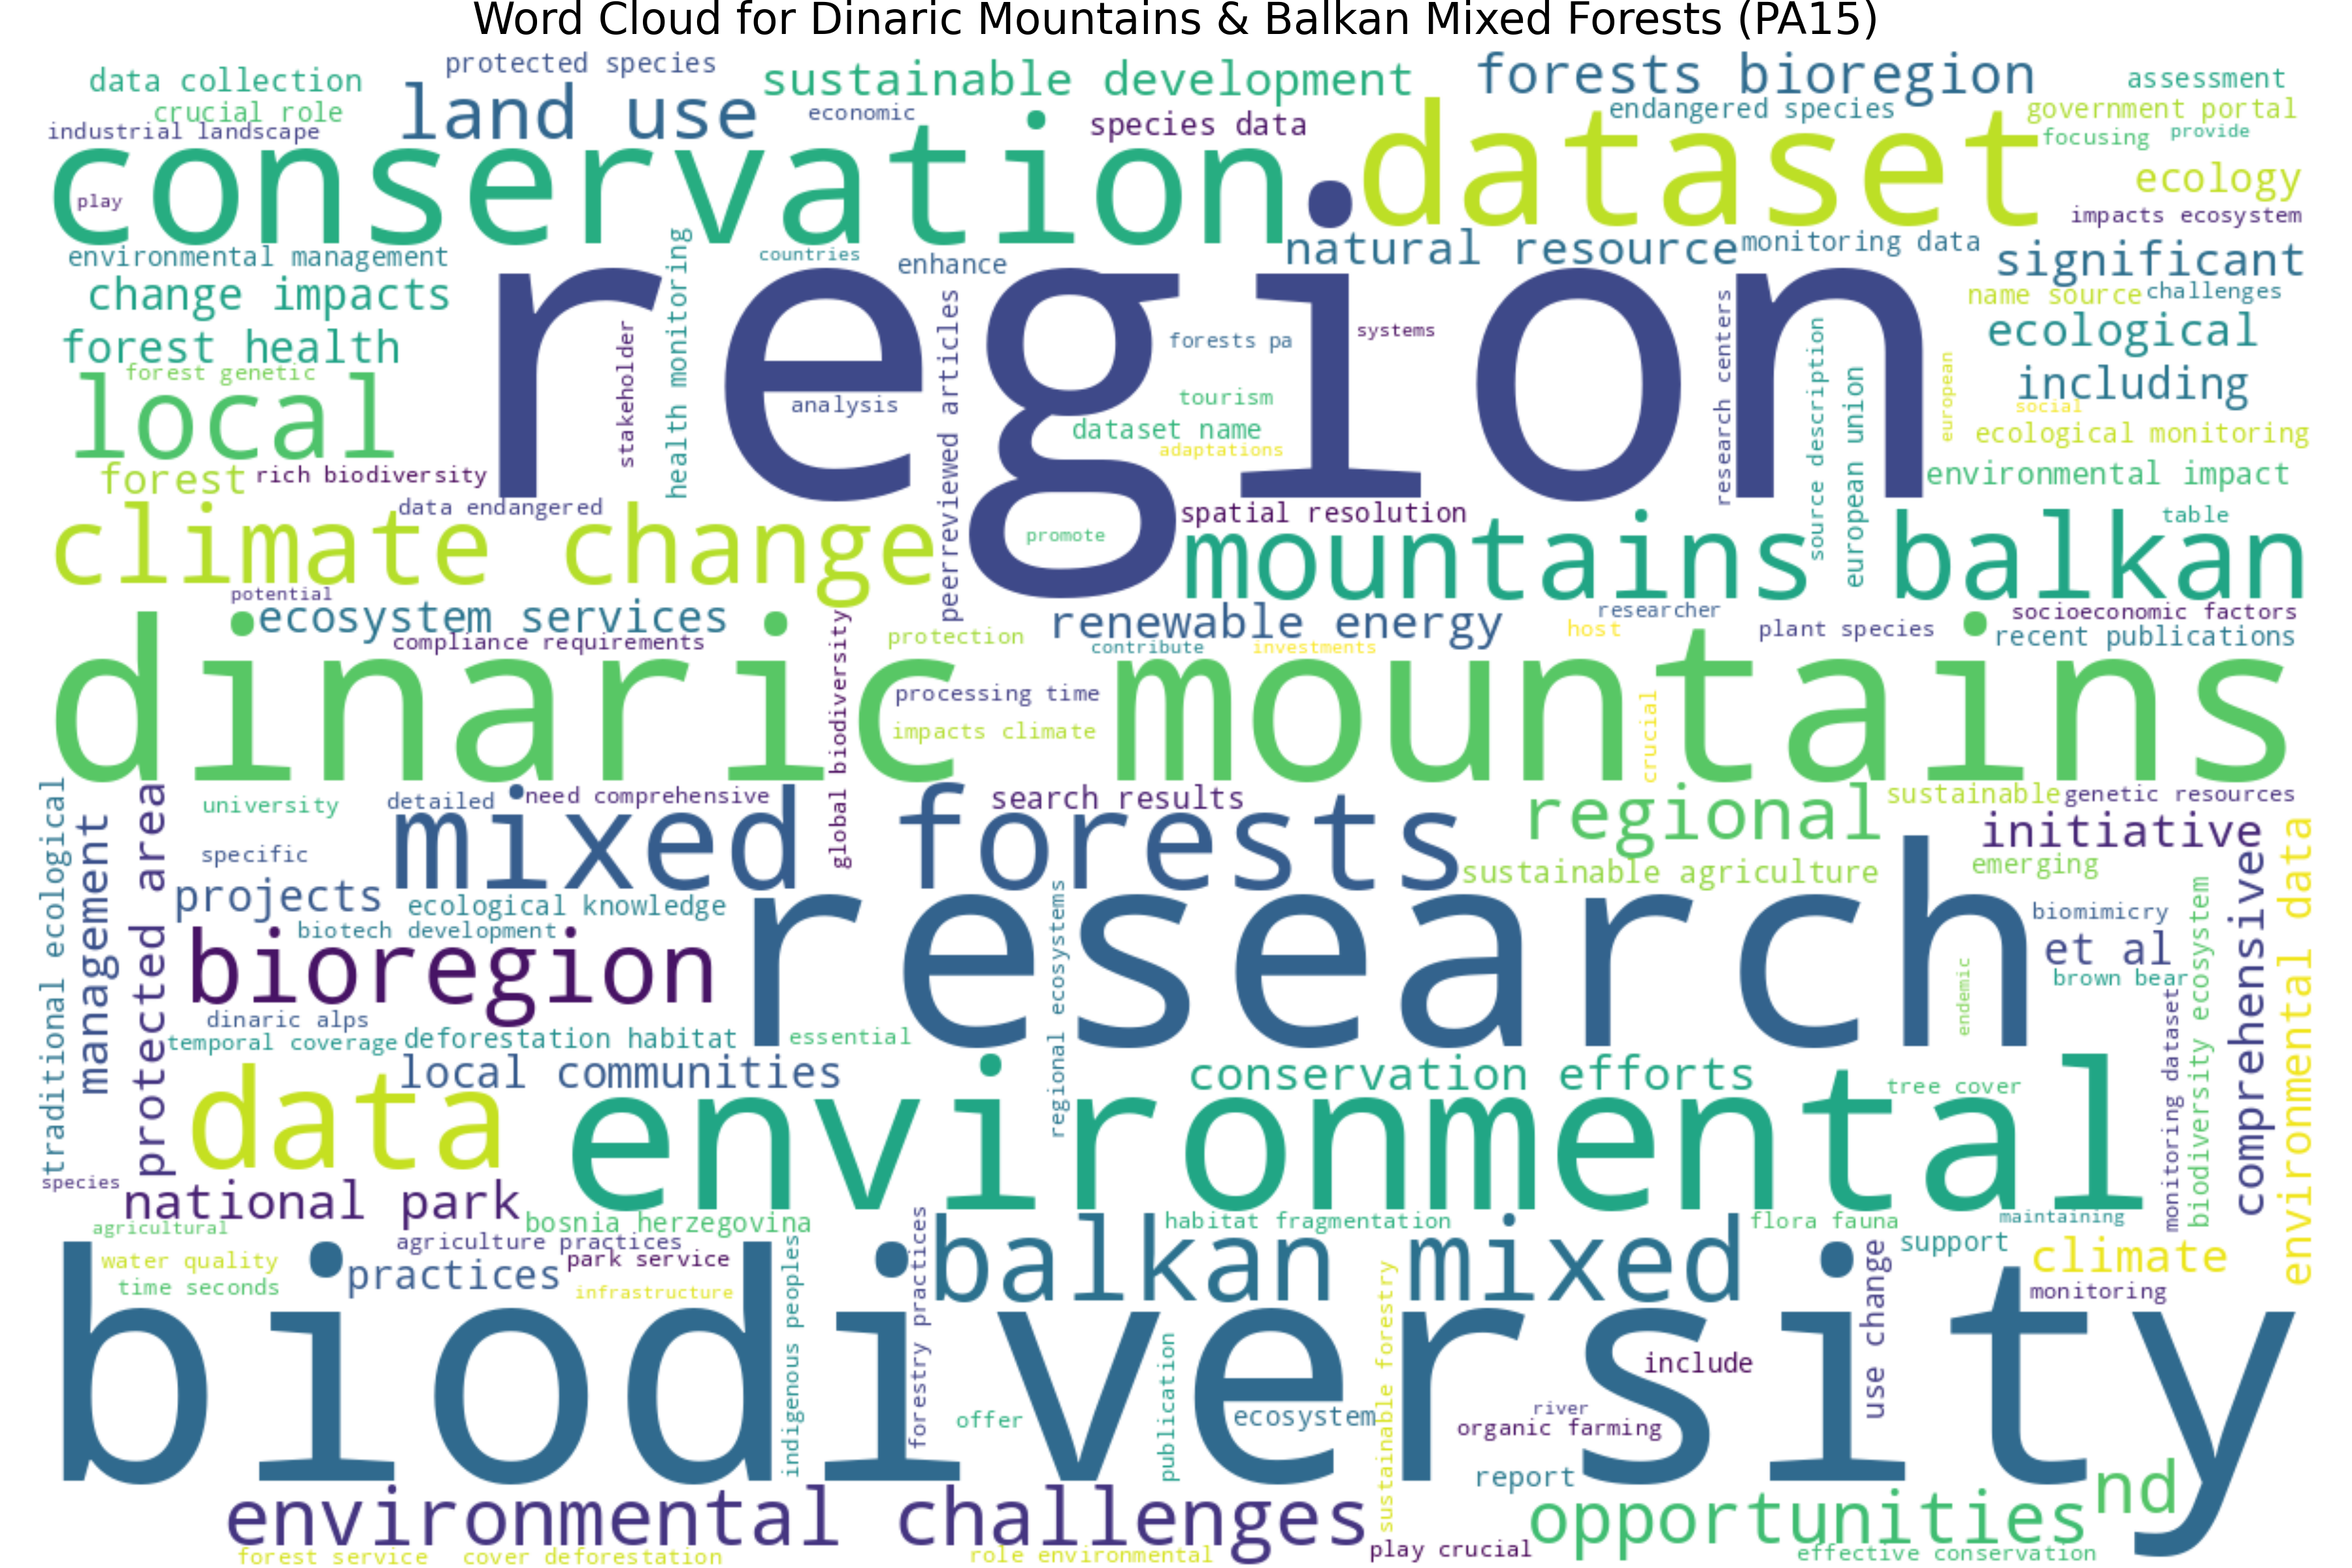 Word Cloud for Dinaric Mountains & Balkan Mixed Forests (PA15)
protected species
data collection
sustainable development
forests bioregion
assessment
crucial role
land use
economic
species data
endangered species
government portal
industrial landscape
focusing
provide
conservation
dataset
ecology
play
impacts ecosystem
environmental management
health monitoring
countries
enhance
natural resource
monitoring data
significant
change impacts
region
name source
challenges
forest health
stakeholder
peerreviewed articles
forests pa
systems
research centers
source description
european union
european
ecological
forest genetic
local
analysis
tourism
including
social
dataset name
adaptations
ecological monitoring
forest
rich biodiversity
environmental impact
data endangered
climate change
promote
spatial resolution
mountains balkan
table
potential
ecosystem services
compliance requirements
global biodiversity
protection
renewable energy
contribute
investments
researcher
host
plant species
socioeconomic factors
recent publications
dinaric mountains
processing time
impacts climate
crucial
traditional ecological
management
protected area
university
detailed
need comprehensive
search results
regional
sustainable
genetic resources
mixed forests
specific
initiative
sustainable agriculture
emerging
comprehensive
environmental data
projects
ecological knowledge
regional ecosystems
research
biomimicry
biotech development
bioregion
et al
brown bear
endemic
monitoring dataset
biodiversity ecosystem
dinaric alps
temporal coverage
deforestation habitat
essential
local communities
conservation efforts
tree cover
data
environmental
species
national park
agricultural
bosnia herzegovina
forestry practices
habitat fragmentation
flora fauna
maintaining
agriculture practices
balkan mixed
support
water quality
park service
climate
time seconds
practices
infrastructure
indigenous peoples
sustainable forestry
use change
monitoring
biodiversity
publication
include
offer
ecosystem
river
organic farming
report
nd
environmental challenges
opportunities
forest service
cover deforestation
role environmental
play crucial
effective conservation